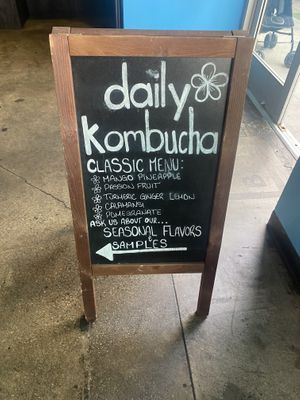 daily
kombucha
CLASSIC MENU:
MANGO PINEAPPLE
PASSION FRUIT
TURMERIC GINGER LEMON
CALAMANSI
POMEGRANATE
ASK US ABOUT OUR...
SEASONAL FLAVORS
& SAMPLES